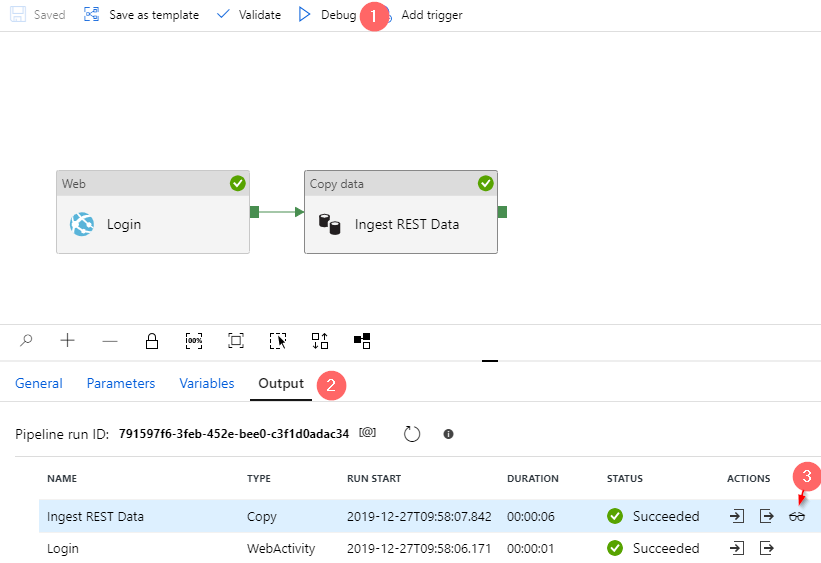 Saved Save as template Validate Debug 1 Add trigger
Web
Login
Copy data
Ingest REST Data
100%
General Parameters Variables Output 2
Pipeline run ID: 791597f6-3feb-452e-bee0-c3f1d0adac34 [@]
NAME TYPE RUN START DURATION STATUS ACTIONS 3
Ingest REST Data Copy 2019-12-27T09:58:07.842 00:00:06 Succeeded
Login WebActivity 2019-12-27T09:58:06.171 00:00:01 Succeeded